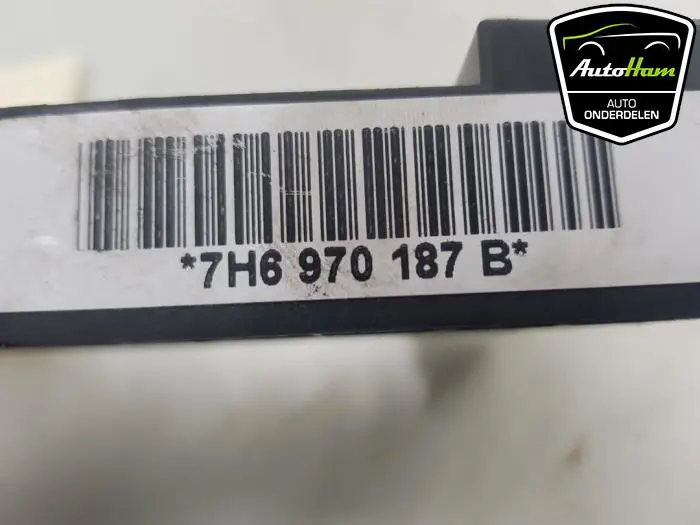 AutoHam
AUTO
ONDERDELEN
*7H6 970 187 B*